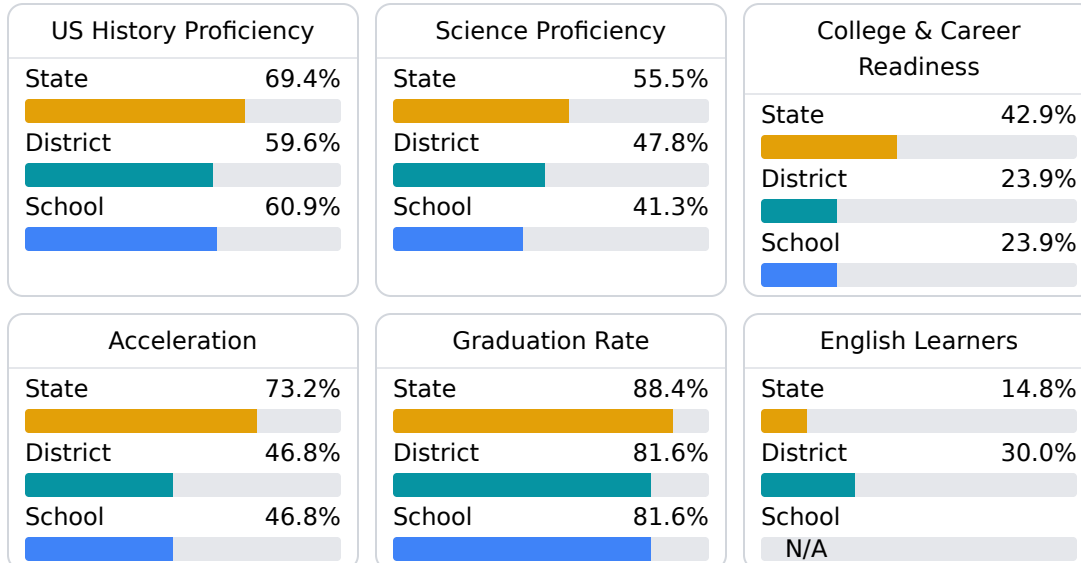 US History Proficiency
State 69.4%
District 59.6%
School 60.9%
Science Proficiency
State 55.5%
District 47.8%
School 41.3%
College & Career
Readiness
State 42.9%
District 23.9%
School 23.9%
Acceleration
State 73.2%
District 46.8%
School 46.8%
Graduation Rate
State 88.4%
District 81.6%
School 81.6%
English Learners
State 14.8%
District 30.0%
School
N/A